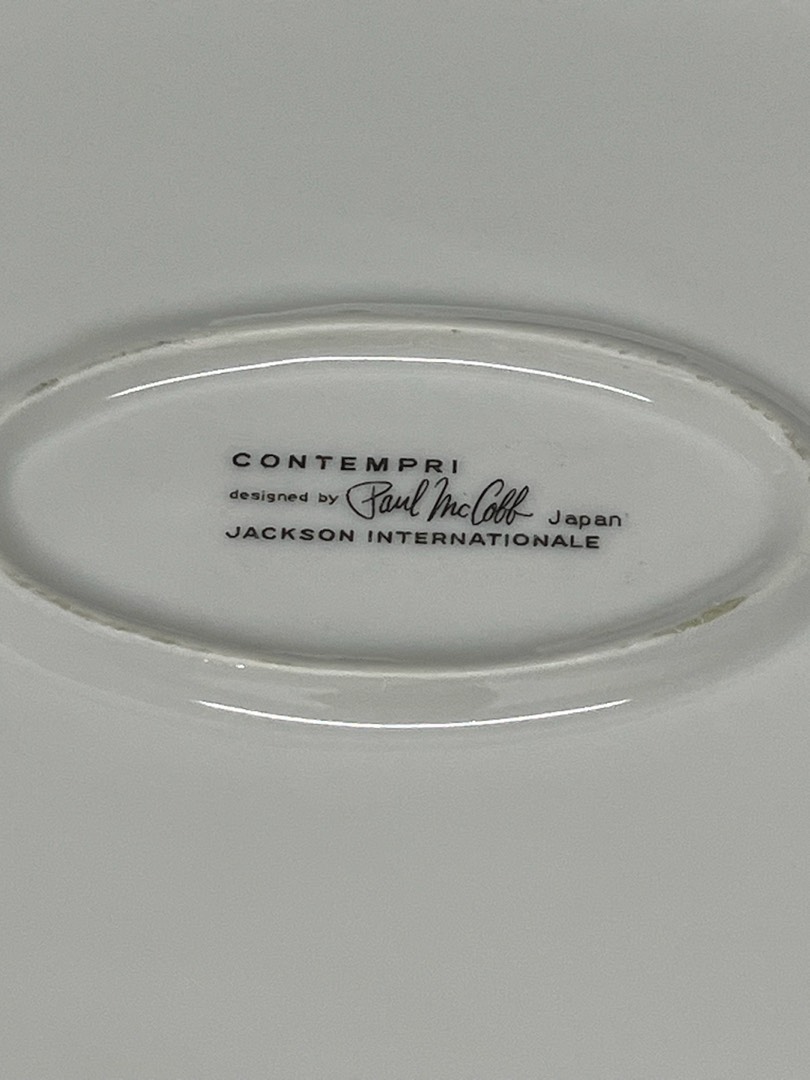 CONTEMPRI
designed by Paul McCobb Japan
JACKSON INTERNATIONALE